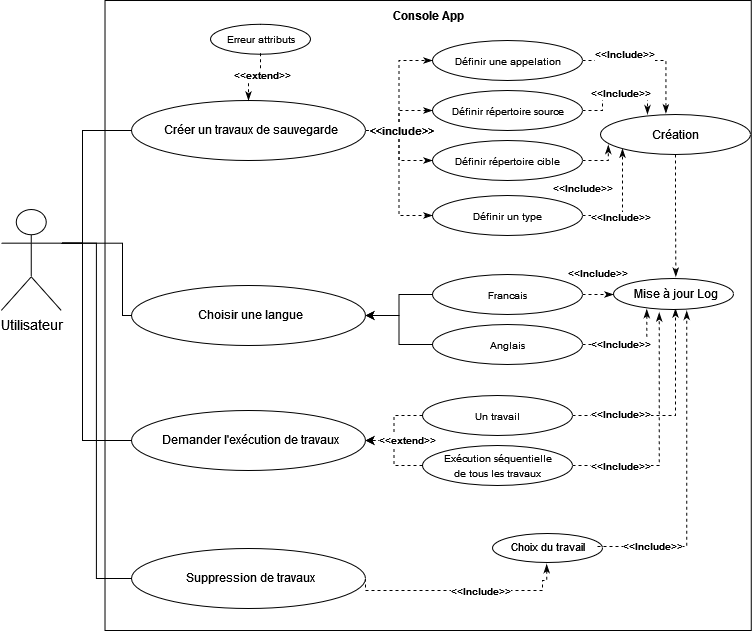 Console App
Erreur attributs
<<extend>>
Créer un travaux de sauvegarde
<<include>>
Définir une appelation
<<Include>>
Définir répertoire source
<<Include>>
Création
Définir répertoire cible
<<Include>>
Définir un type
<<Include>>
Utilisateur
Choisir une langue
Francais
<<Include>>
Mise à jour Log
Anglais
<<Include>>
Demander l'exécution de travaux
<<extend>>
Un travail
<<Include>>
Exécution séquentielle
de tous les travaux
<<Include>>
Choix du travail
<<Include>>
Suppression de travaux
<<Include>>